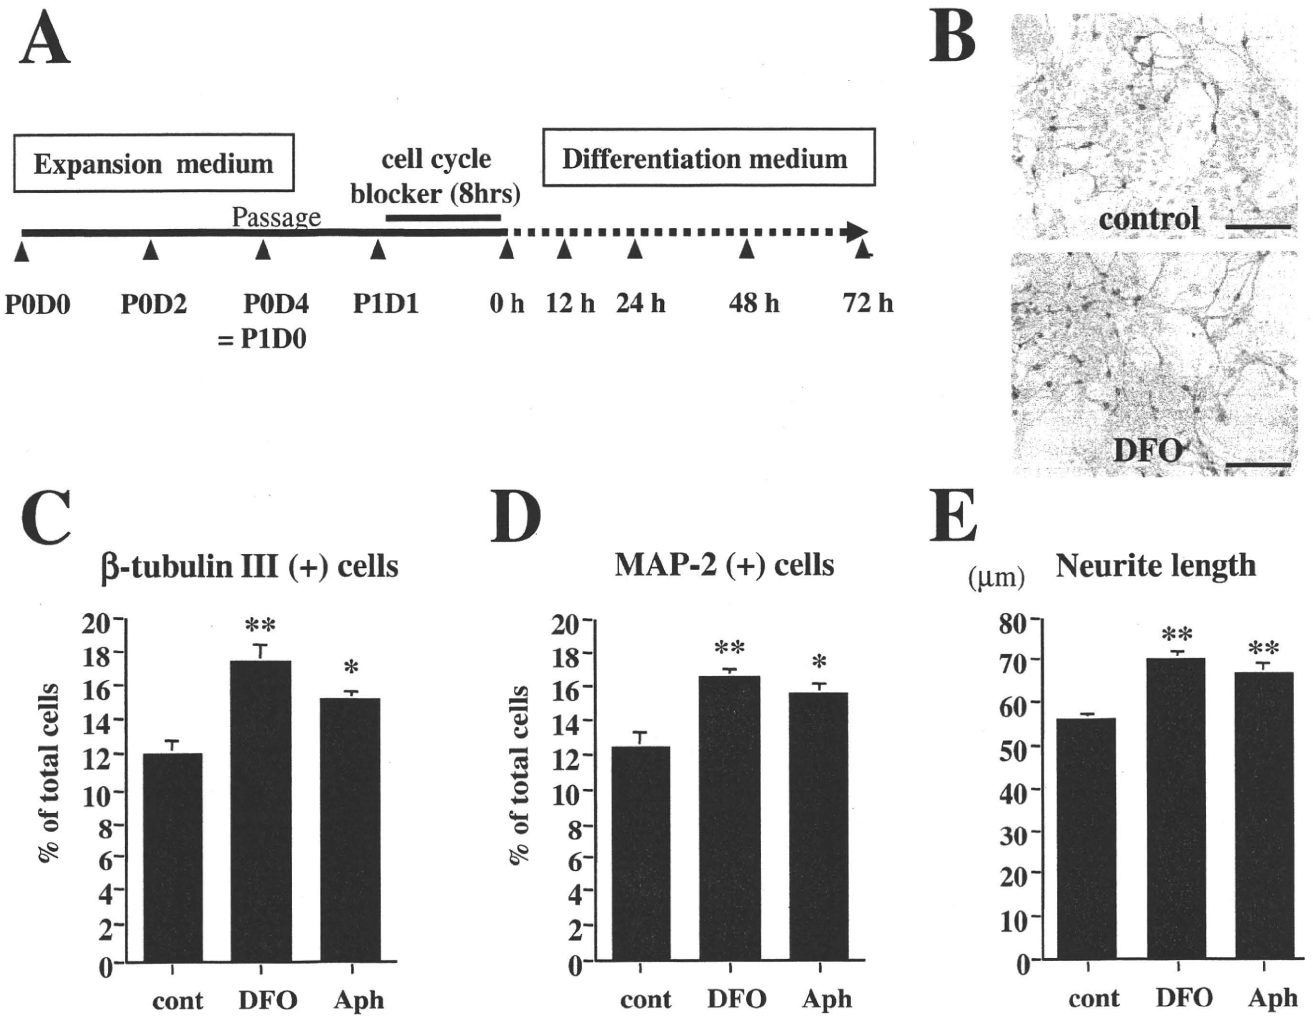 A
Expansion medium
cell cycle
blocker (8hrs)
Differentiation medium
Passage
P0D0
P0D2
P0D4
= P1D0
P1D1
0 h
12 h
24 h
48 h
72 h
B
control
DFO
C
β-tubulin III (+) cells
% of total cells
20
18
16
14
12
10
8
6
4
2
0
**
*
cont
DFO
Aph
D
MAP-2 (+) cells
% of total cells
20
18
16
14
12
10
8
6
4
2
0
**
*
cont
DFO
Aph
E
(μm)
Neurite length
80
70
60
50
40
30
20
10
0
**
**
cont
DFO
Aph